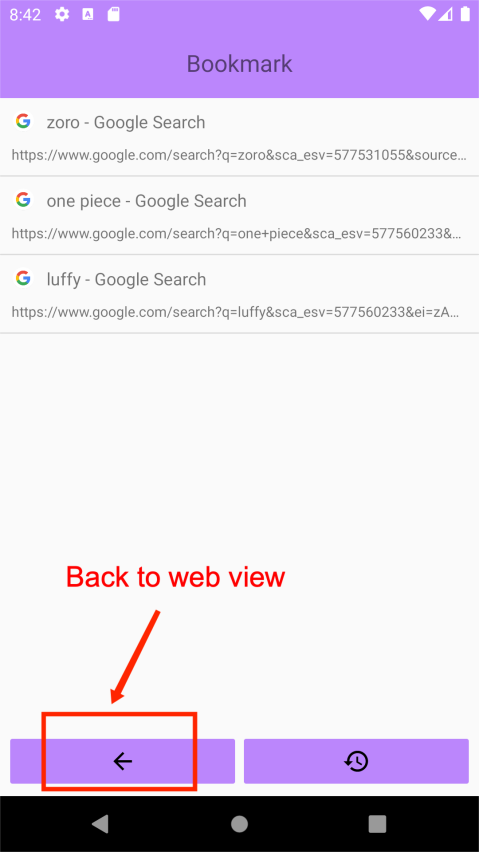 8:42
Bookmark
zoro - Google Search
https://www.google.com/search?q=zoro&sca_esv=577531055&source...
one piece - Google Search
https://www.google.com/search?q=one+piece&sca_esv=577560233&...
luffy - Google Search
https://www.google.com/search?q=luffy&sca_esv=577560233&ei=zA...
Back to web view